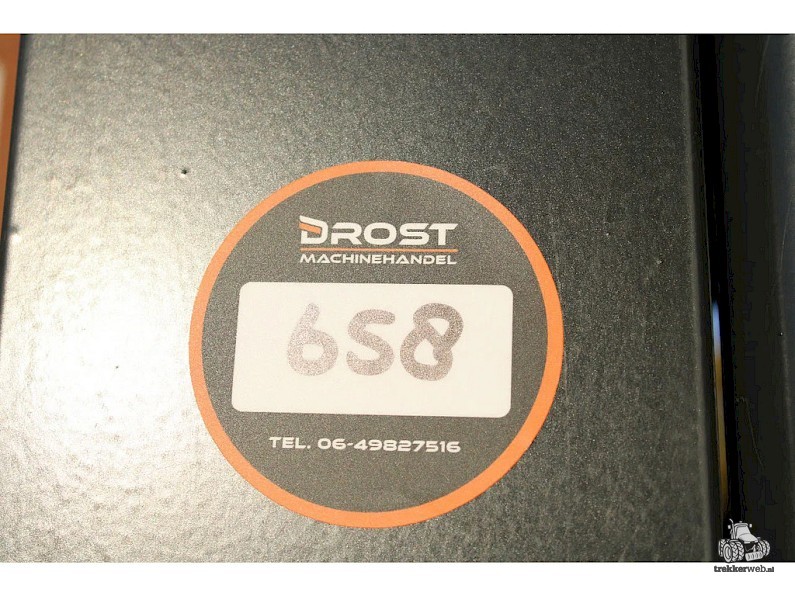 DROST
MACHINEHANDEL
658
TEL. 06-49827516
trekkerweb.nl